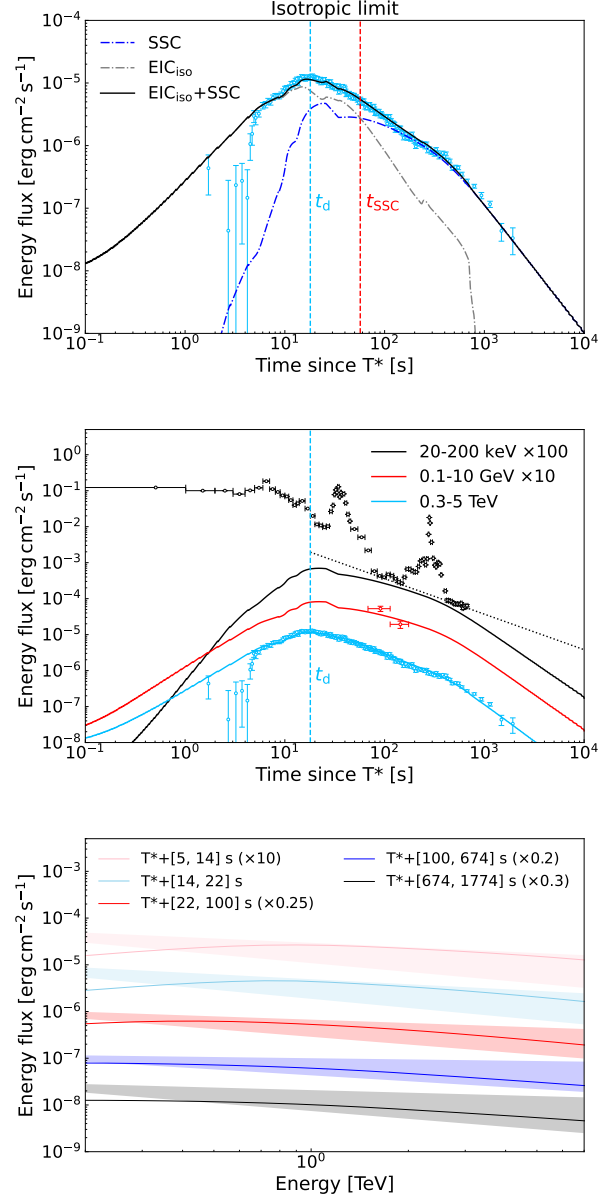 Isotropic limit
10⁻⁴
10⁻⁵
10⁻⁶
10⁻⁷
10⁻⁸
10⁻⁹
Energy flux [erg cm⁻² s⁻¹]
SSC
EIC_iso
EIC_iso+SSC
t_d
t_SSC
10⁻¹ 10⁰ 10¹ 10² 10³ 10⁴
Time since T* [s]
10⁰
10⁻¹
10⁻²
10⁻³
10⁻⁴
10⁻⁵
10⁻⁶
10⁻⁷
10⁻⁸
Energy flux [erg cm⁻² s⁻¹]
20-200 keV ×100
0.1-10 GeV ×10
0.3-5 TeV
t_d
10⁻¹ 10⁰ 10¹ 10² 10³ 10⁴
Time since T* [s]
10⁻³
10⁻⁴
10⁻⁵
10⁻⁶
10⁻⁷
10⁻⁸
10⁻⁹
Energy flux [erg cm⁻² s⁻¹]
T*+[5, 14] s (×10)
T*+[14, 22] s
T*+[22, 100] s (×0.25)
T*+[100, 674] s (×0.2)
T*+[674, 1774] s (×0.3)
10⁰
Energy [TeV]